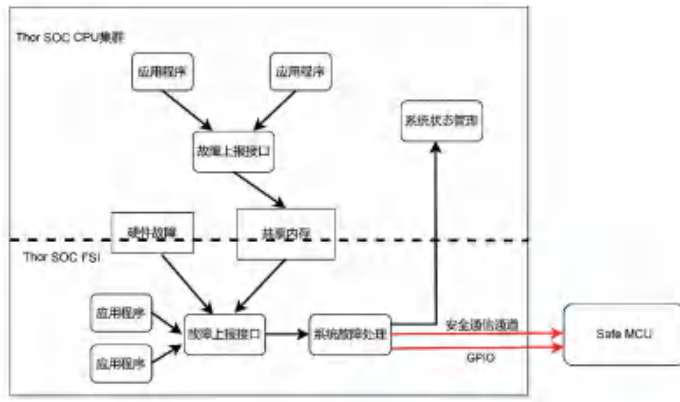 Thor SOC CPU集群
应用程序
应用程序
系统状态管理
故障上报接口
硬件故障
共享内存
Thor SOC FSI
应用程序
故障上报接口
系统故障处理
安全通信通道
Safe MCU
应用程序
GPIO